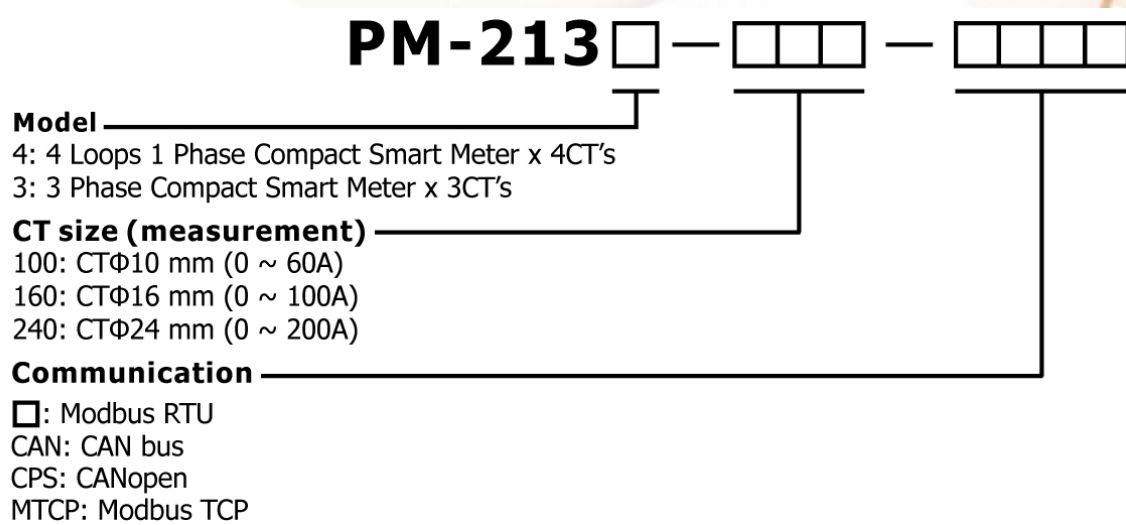 PM-213□—□□□—□□□□
Model
4: 4 Loops 1 Phase Compact Smart Meter x 4CT’s
3: 3 Phase Compact Smart Meter x 3CT’s
CT size (measurement)
100: CTΦ10 mm (0 ~ 60A)
160: CTΦ16 mm (0 ~ 100A)
240: CTΦ24 mm (0 ~ 200A)
Communication
□: Modbus RTU
CAN: CAN bus
CPS: CANopen
MTCP: Modbus TCP